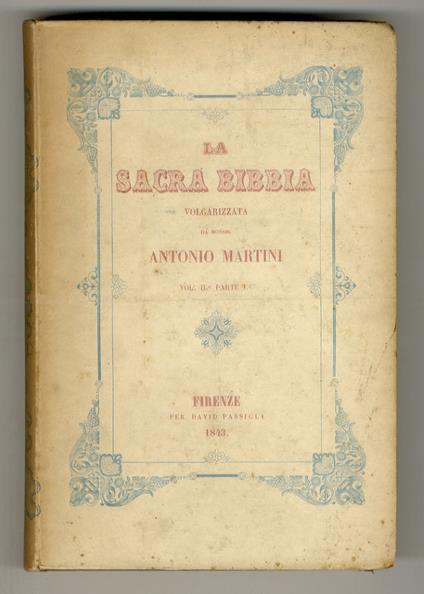 LA
SACRA BIBBIA
VOLGARIZZATA
DA MONSIG.
ANTONIO MARTINI
VOL. II.º PARTE I.
FIRENZE
PER DAVID PASSIGLI
1843.